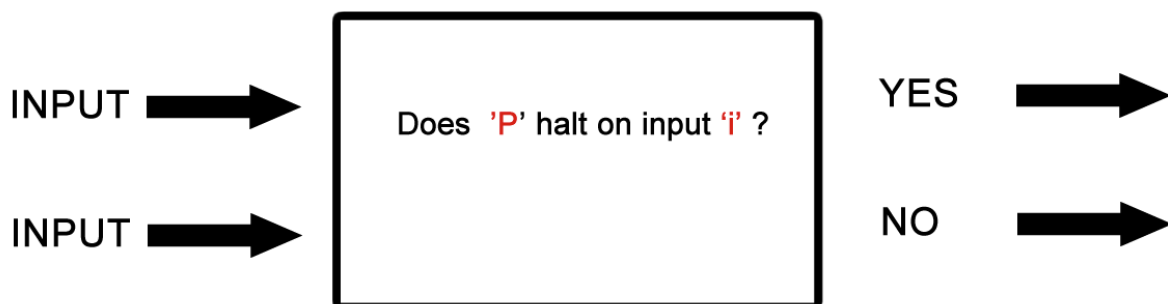 INPUT
YES
Does ’P’ halt on input ‘i’ ?
INPUT
NO